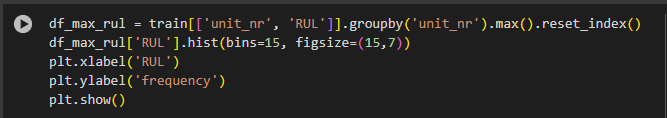 df_max_rul = train[['unit_nr', 'RUL']].groupby('unit_nr').max().reset_index()
df_max_rul['RUL'].hist(bins=15, figsize=(15,7))
plt.xlabel('RUL')
plt.ylabel('frequency')
plt.show()